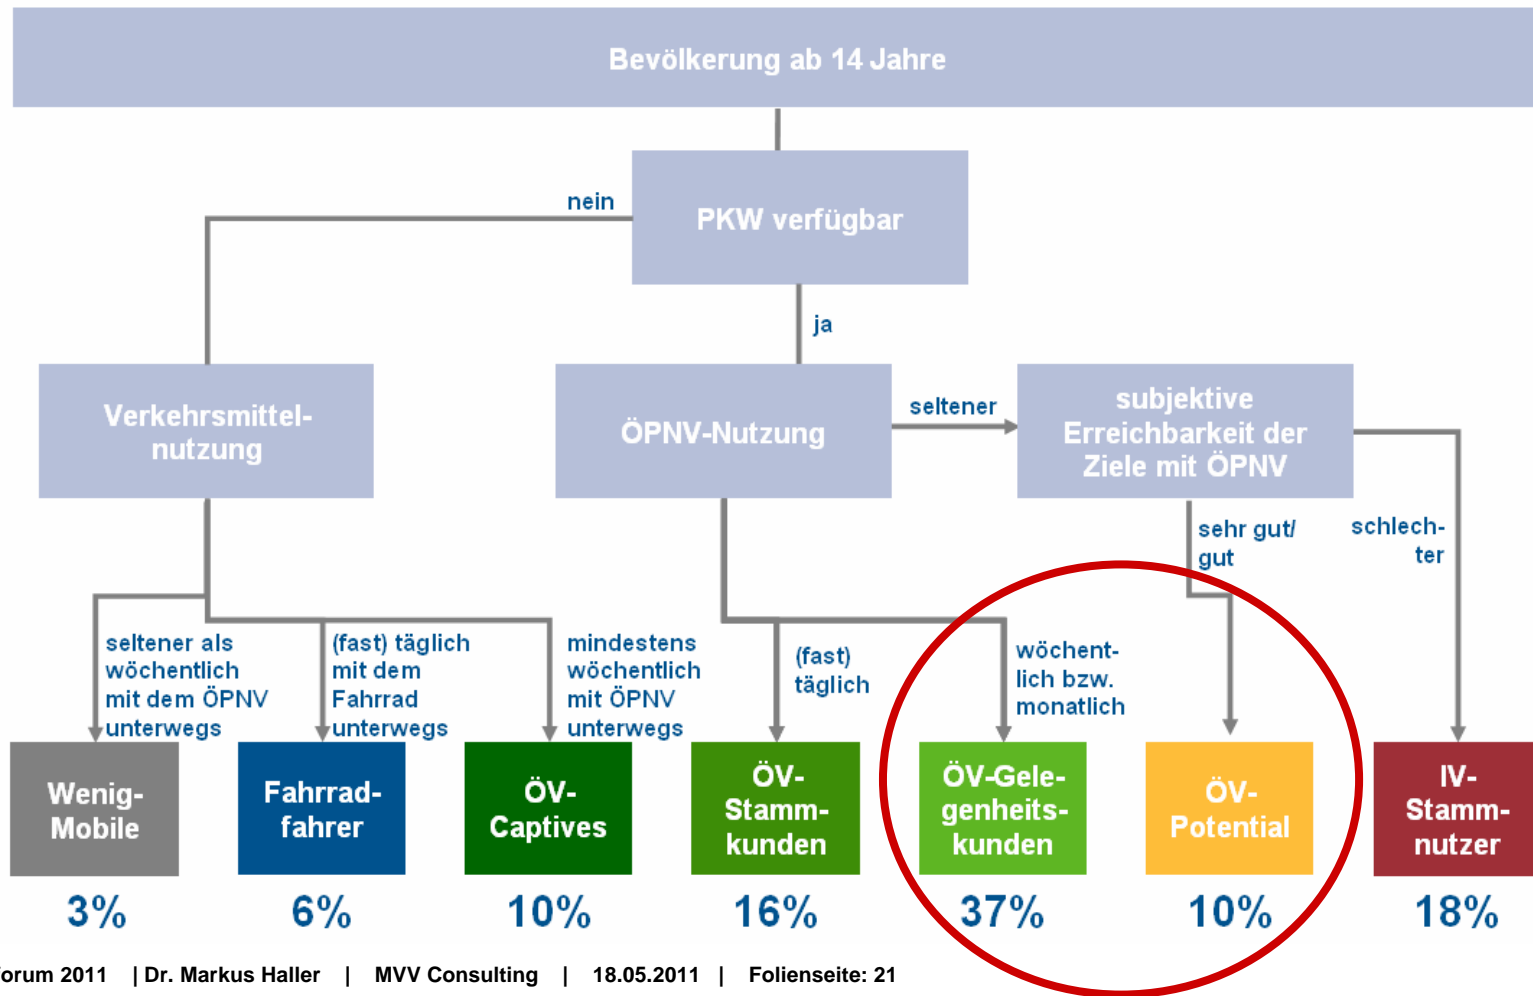 Bevölkerung ab 14 Jahre
nein
PKW verfügbar
ja
Verkehrsmittel-
nutzung
ÖPNV-Nutzung
seltener
subjektive
Erreichbarkeit der
Ziele mit ÖPNV
sehr gut/
gut
schlech-
ter
seltener als
wöchentlich
mit dem ÖPNV
unterwegs
(fast) täglich
mit dem
Fahrrad
unterwegs
mindestens
wöchentlich
mit ÖPNV
unterwegs
(fast)
täglich
wöchent-
lich bzw.
monatlich
Wenig-
Mobile
Fahrrad-
fahrer
ÖV-
Captives
ÖV-
Stamm-
kunden
ÖV-Gele-
genheits-
kunden
ÖV-
Potential
IV-
Stamm-
nutzer
3%
6%
10%
16%
37%
10%
18%
orum 2011 | Dr. Markus Haller | MVV Consulting | 18.05.2011 | Folienseite: 21